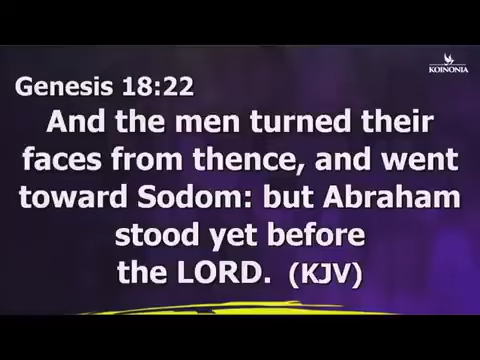 KOINONIA
Genesis 18:22
And the men turned their
faces from thence, and went
toward Sodom: but Abraham
stood yet before
the LORD. (KJV)